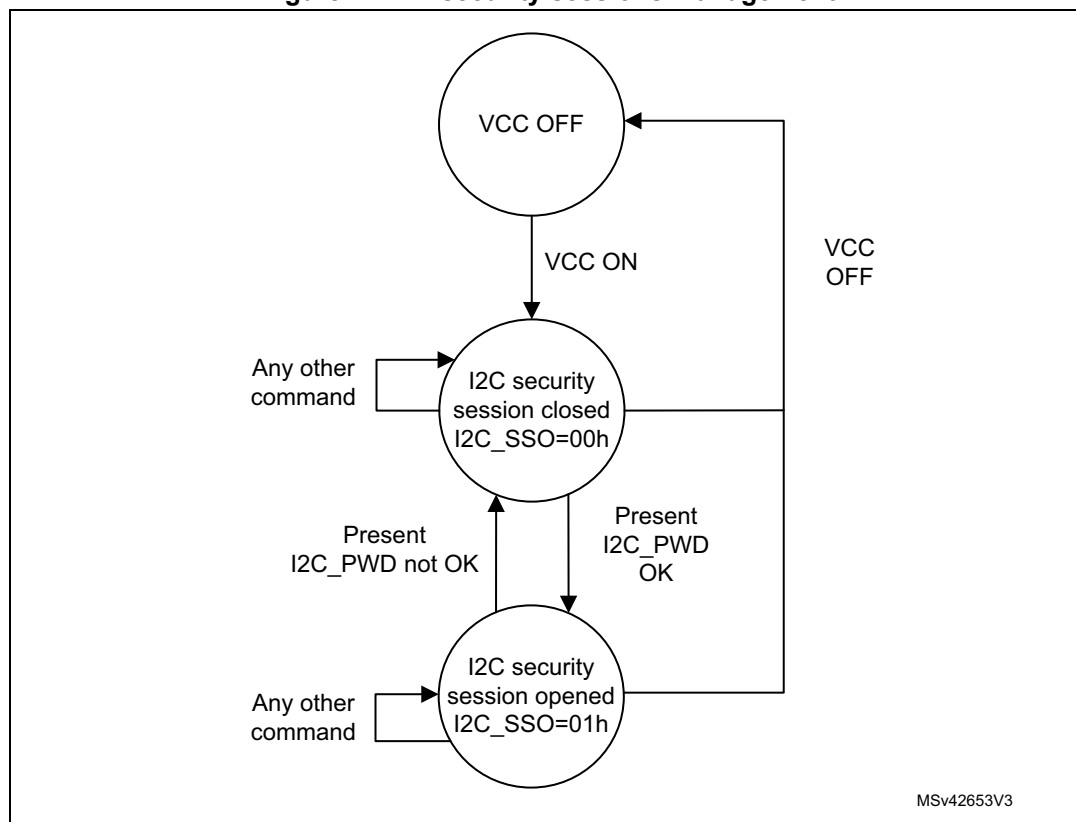 VCC OFF
VCC ON
VCC
OFF
Any other
command
I2C security
session closed
I2C_SSO=00h
Present
I2C_PWD not OK
Present
I2C_PWD
OK
Any other
command
I2C security
session opened
I2C_SSO=01h
MSv42653V3